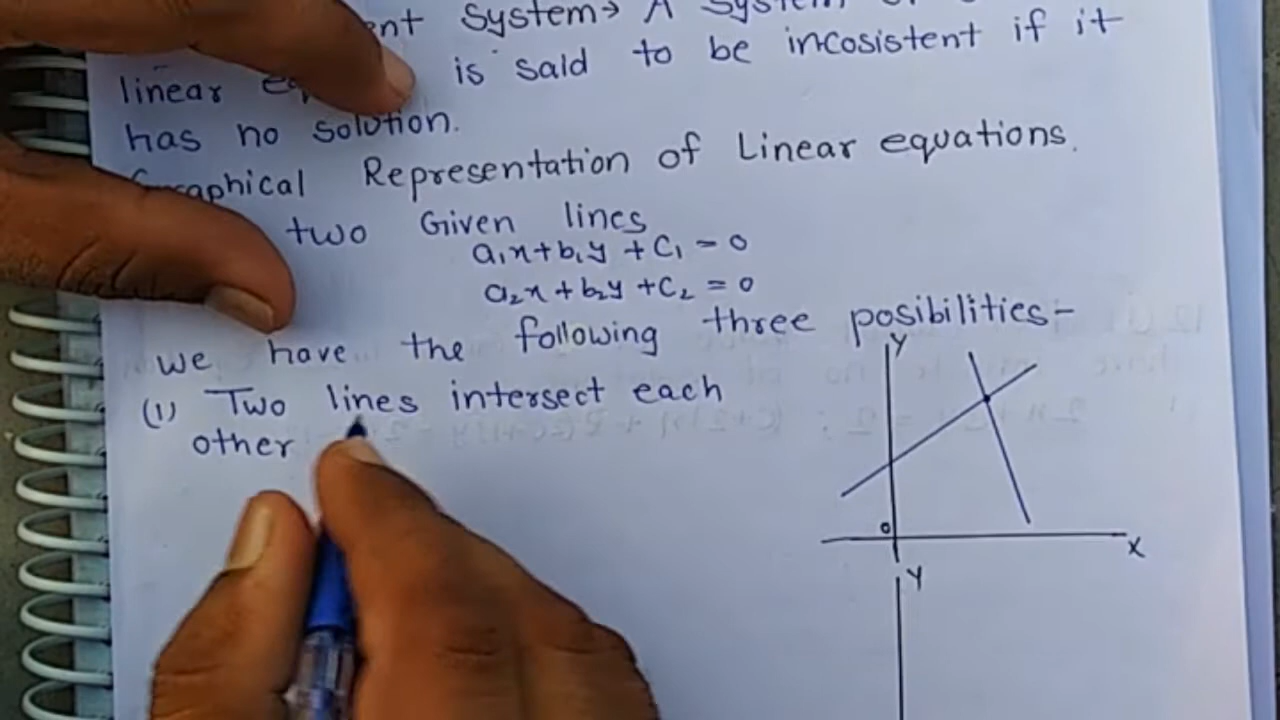 System → A System
linear is said to be incosistent if it
has no solution.
Graphical Representation of Linear equations.
two Given lines
a₁x+b₁y+C₁=0
a₂x+b₂y+C₂=0
we have the following three posibilities-
(1) Two lines intersect each
other
Y
0
X
Y